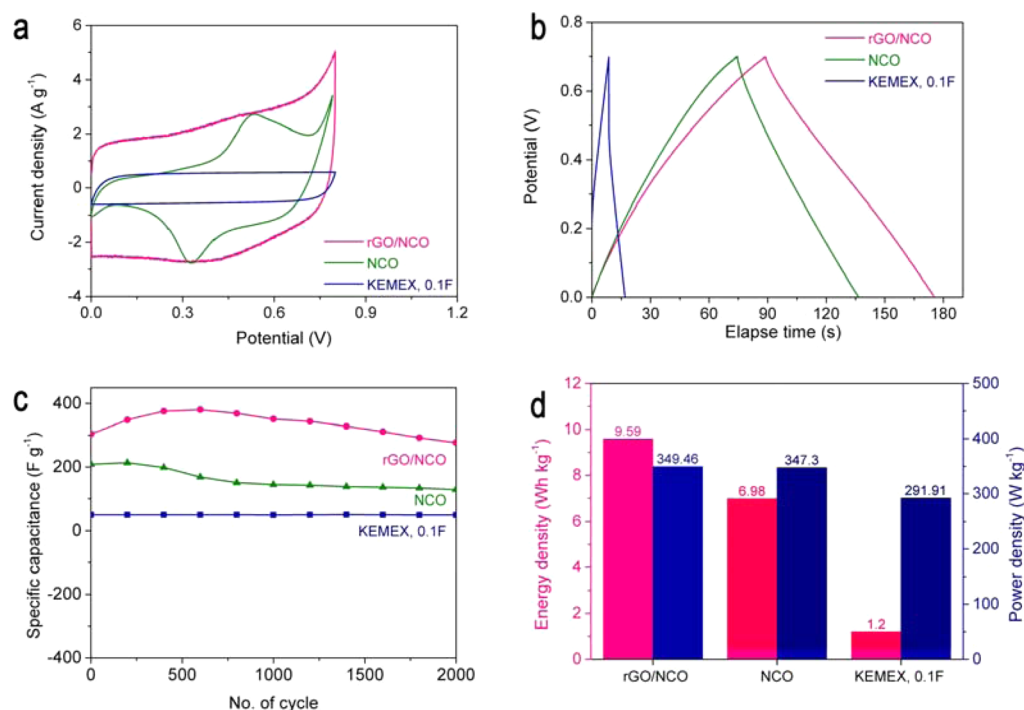 a
Current density (A g⁻¹)
6
4
2
0
-2
-4
0.0 0.3 0.6 0.9 1.2
Potential (V)
rGO/NCO
NCO
KEMEX, 0.1F
b
Potential (V)
0.8
0.6
0.4
0.2
0.0
0 30 60 90 120 150 180
Elapse time (s)
rGO/NCO
NCO
KEMEX, 0.1F
c
Specific capacitance (F g⁻¹)
400
200
0
-200
-400
0 500 1000 1500 2000
No. of cycle
rGO/NCO
NCO
KEMEX, 0.1F
d
Energy density (Wh kg⁻¹)
12
10
8
6
4
2
0
9.59
349.46
6.98
347.3
1.2
291.91
rGO/NCO NCO KEMEX, 0.1F
500
400
300
200
100
0
Power density (W kg⁻¹)